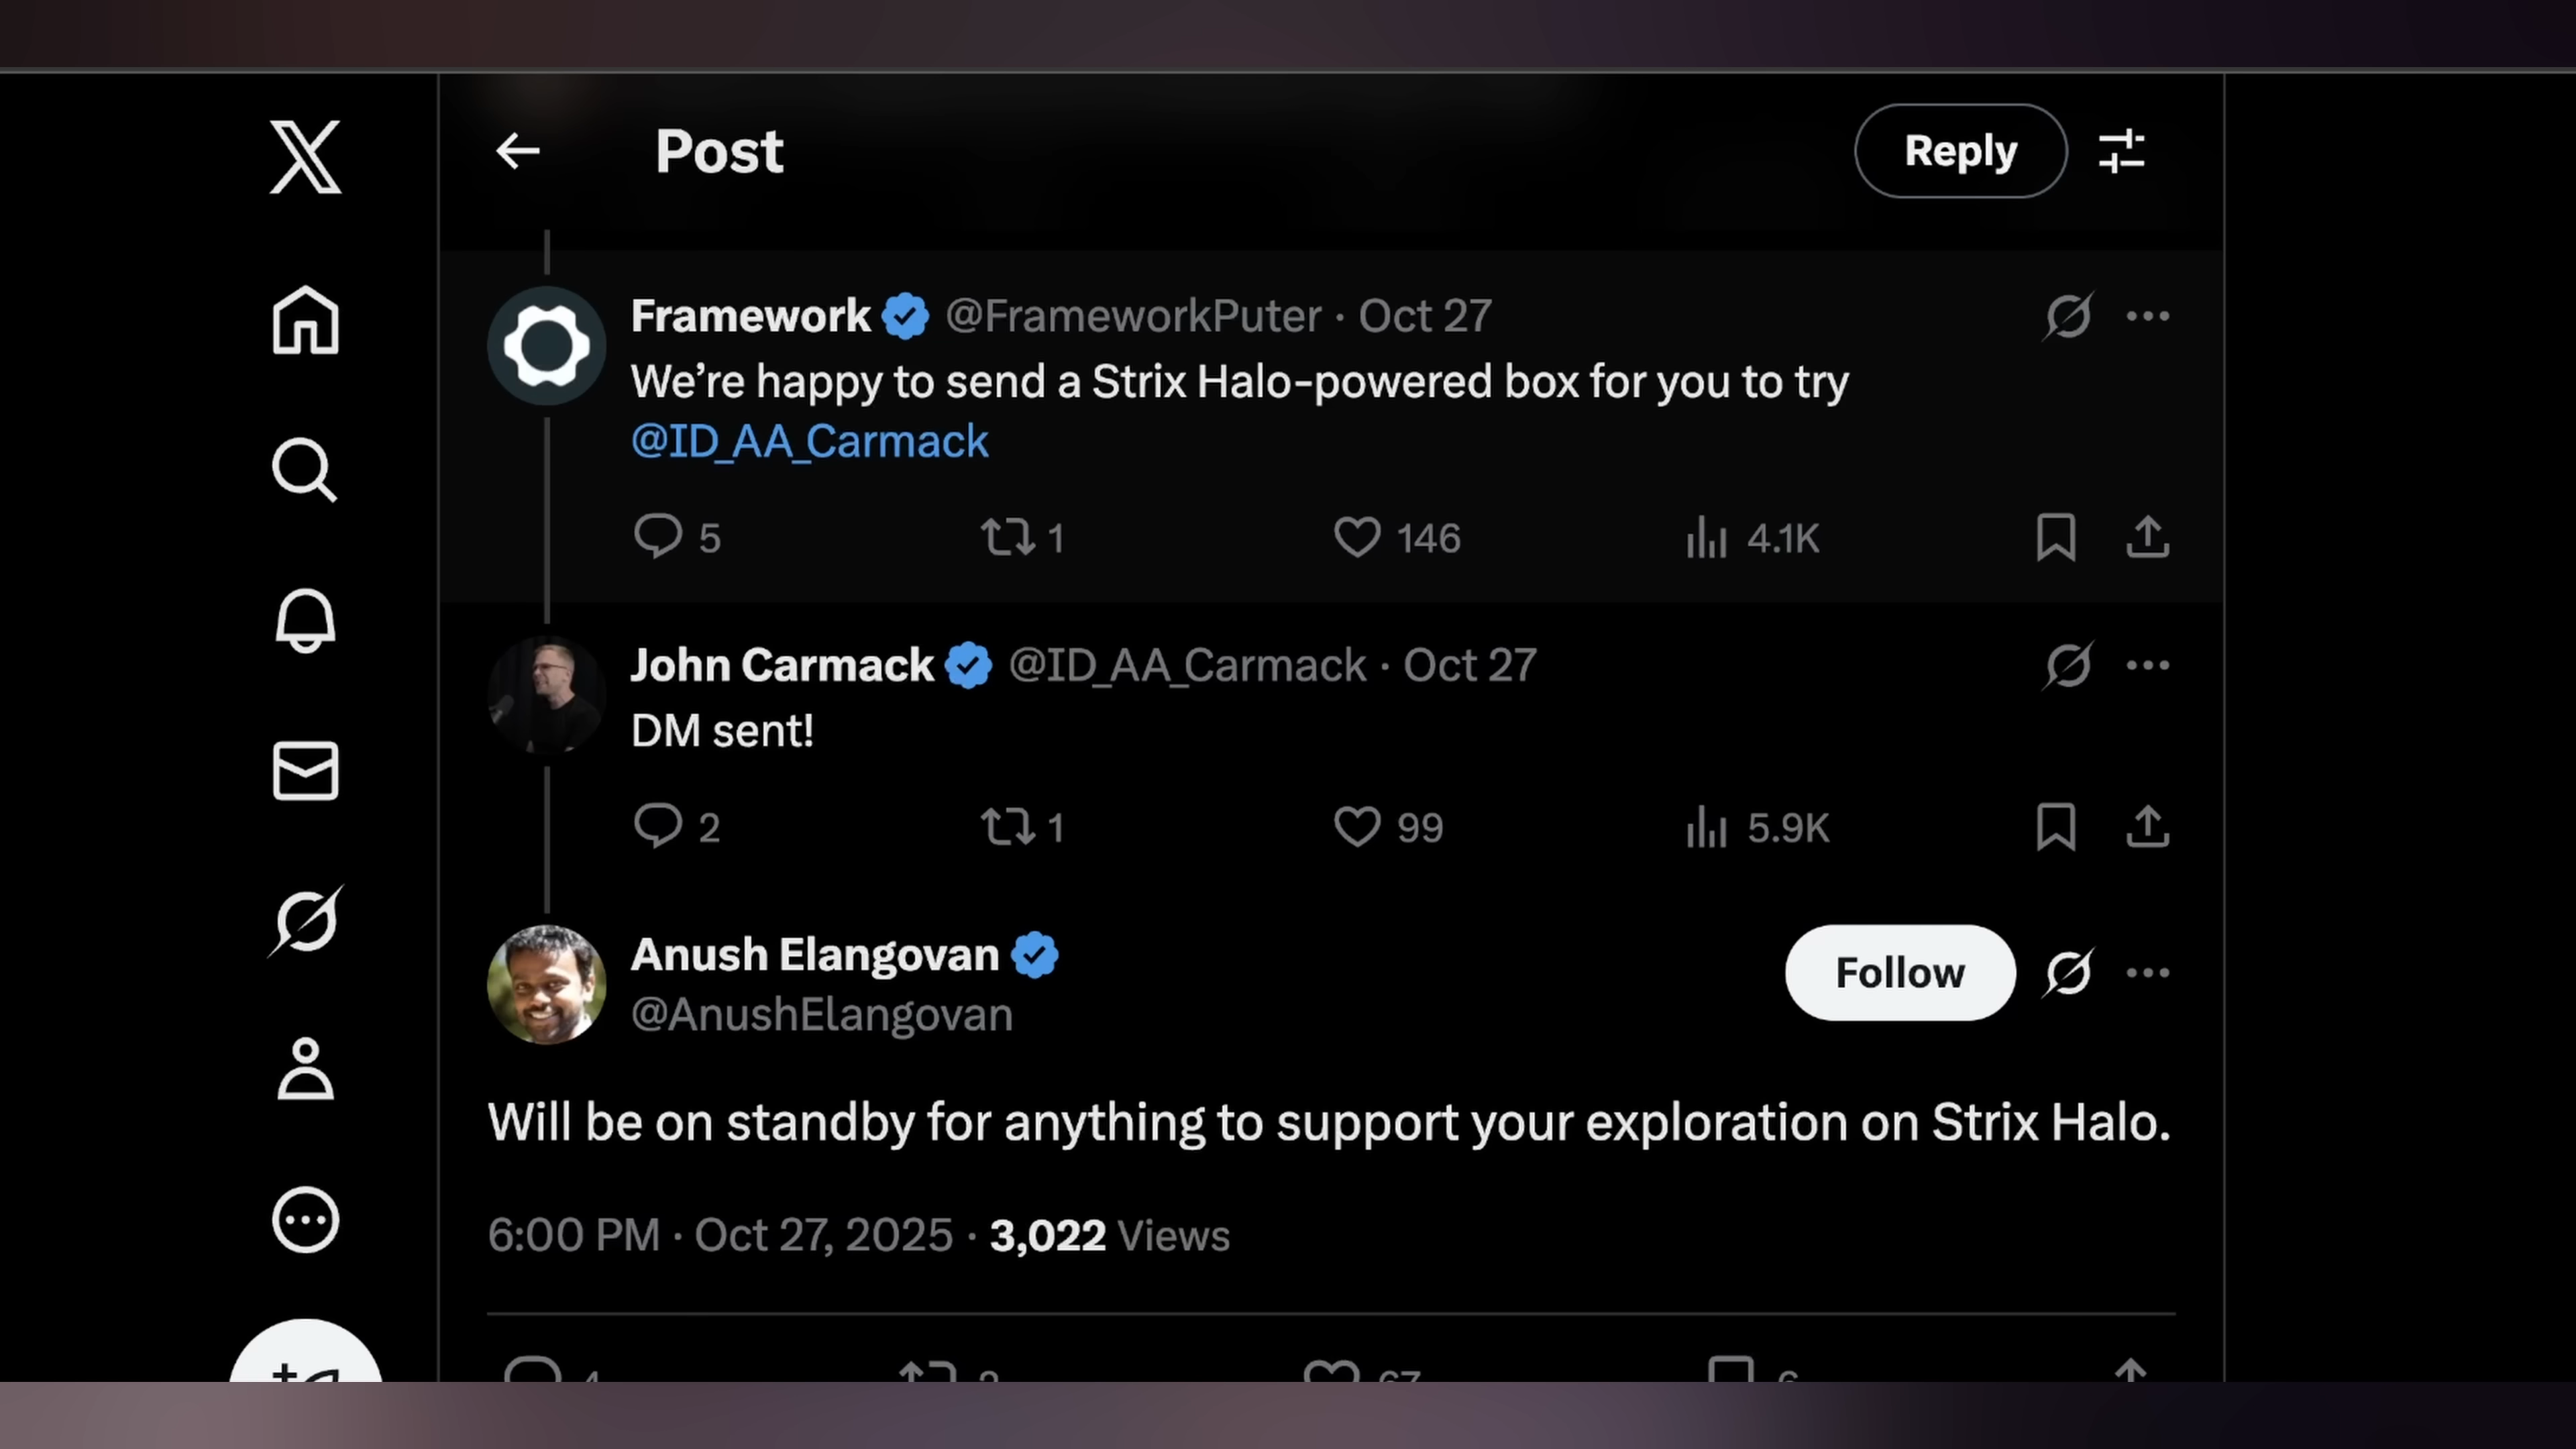 Post
Reply
Framework @FrameworkPuter · Oct 27
We’re happy to send a Strix Halo-powered box for you to try
@ID_AA_Carmack
5 1 146 4.1K
John Carmack @ID_AA_Carmack · Oct 27
DM sent!
2 1 99 5.9K
Anush Elangovan
@AnushElangovan
Follow
Will be on standby for anything to support your exploration on Strix Halo.
6:00 PM · Oct 27, 2025 · 3,022 Views